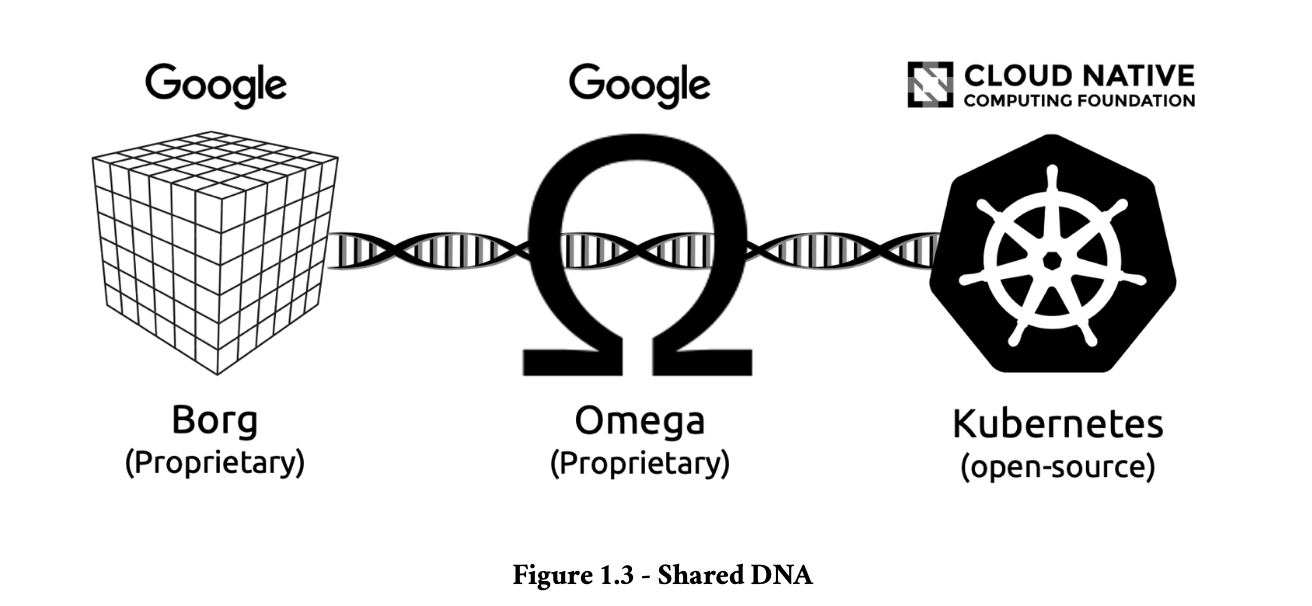 Google
Google
CLOUD NATIVE
COMPUTING FOUNDATION
Borg
(Proprietary)
Omega
(Proprietary)
Kubernetes
(open-source)
Figure 1.3 - Shared DNA